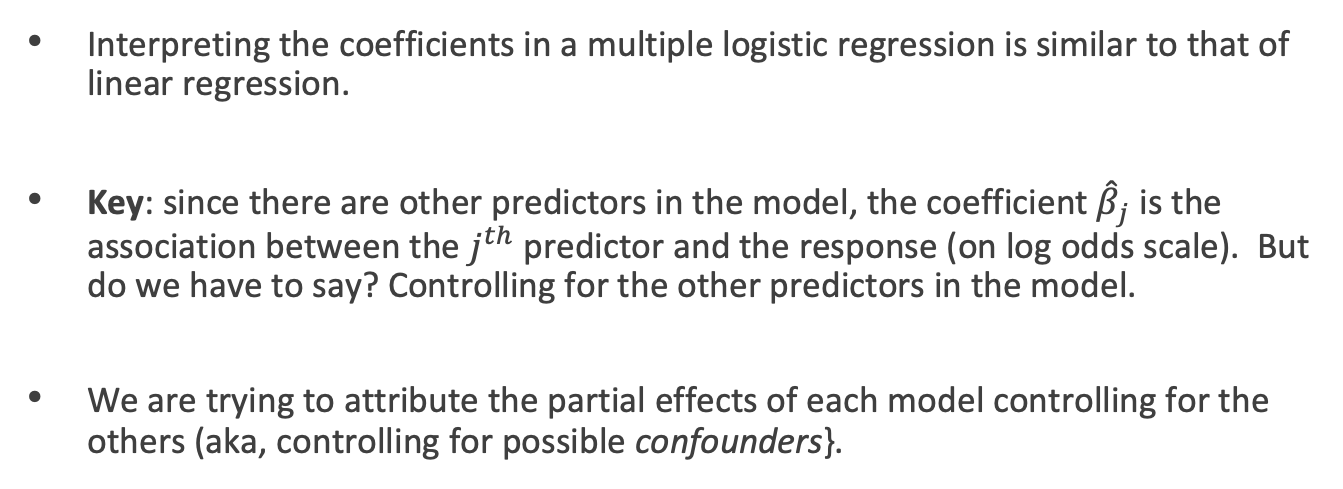 • Interpreting the coefficients in a multiple logistic regression is similar to that of
linear regression.
• Key: since there are other predictors in the model, the coefficient β̂ⱼ is the
association between the jᵗʰ predictor and the response (on log odds scale).  But
do we have to say? Controlling for the other predictors in the model.
• We are trying to attribute the partial effects of each model controlling for the
others (aka, controlling for possible confounders}.